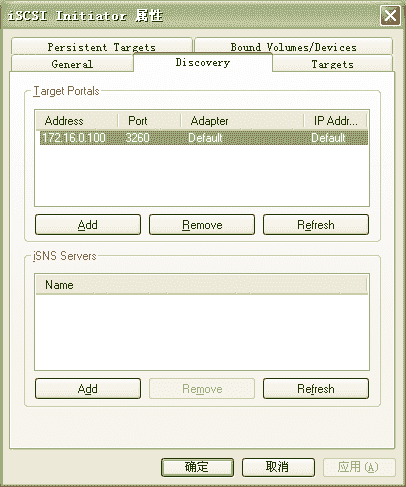 iSCSI Initiator 属性
Persistent Targets Bound Volumes/Devices
General Discovery Targets
Target Portals
Address Port Adapter IP Addr...
172.16.0.100 3260 Default Default
Add Remove Refresh
iSNS Servers
Name
Add Remove Refresh
确定 取消 应用(A)